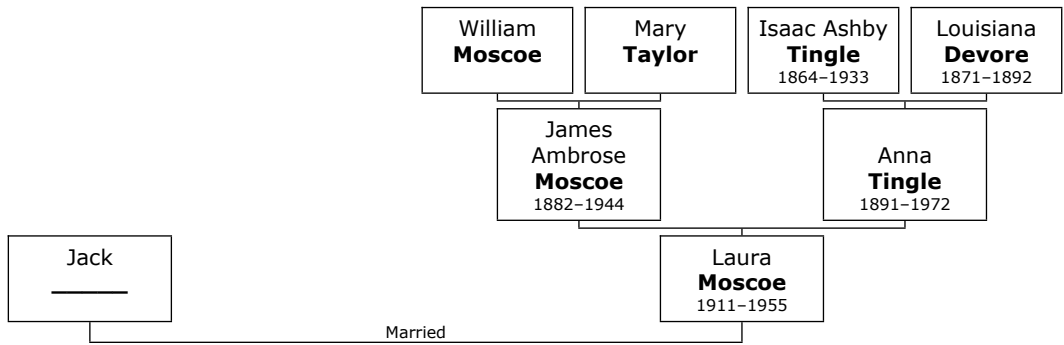 William
Moscoe
Mary
Taylor
Isaac Ashby
Tingle
1864–1933
Louisiana
Devore
1871–1892
James
Ambrose
Moscoe
1882–1944
Anna
Tingle
1891–1972
Jack
________
Laura
Moscoe
1911–1955
Married